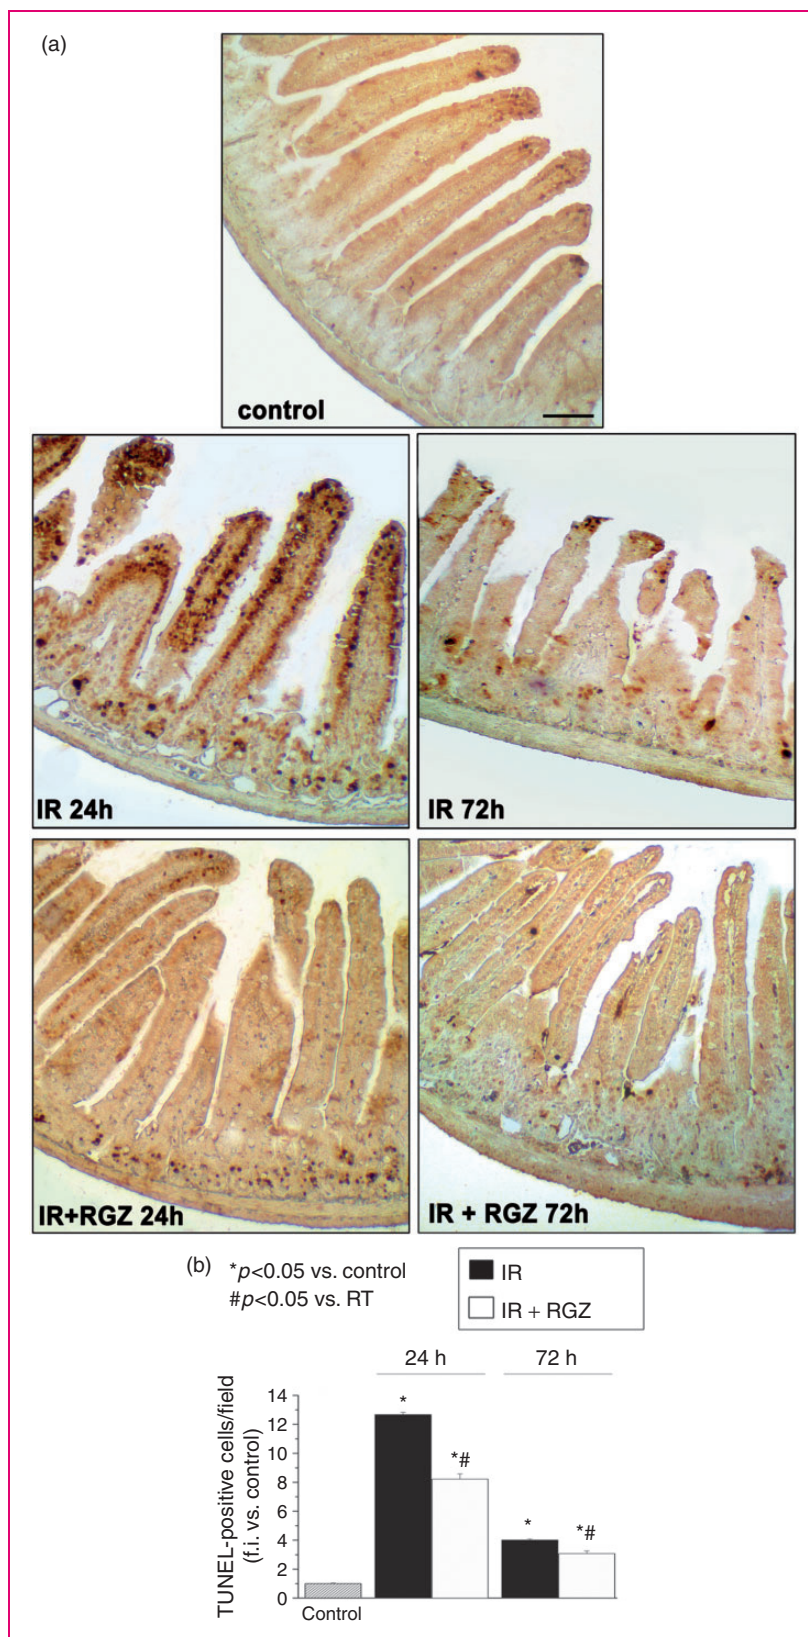 (a)
control
IR 24h
IR 72h
IR+RGZ 24h
IR + RGZ 72h
(b)
*p<0.05 vs. control
#p<0.05 vs. RT
IR
IR + RGZ
24 h
72 h
TUNEL-positive cells/field
(f.i. vs. control)
14
12
10
8
6
4
2
0
*
*#
*
*#
Control